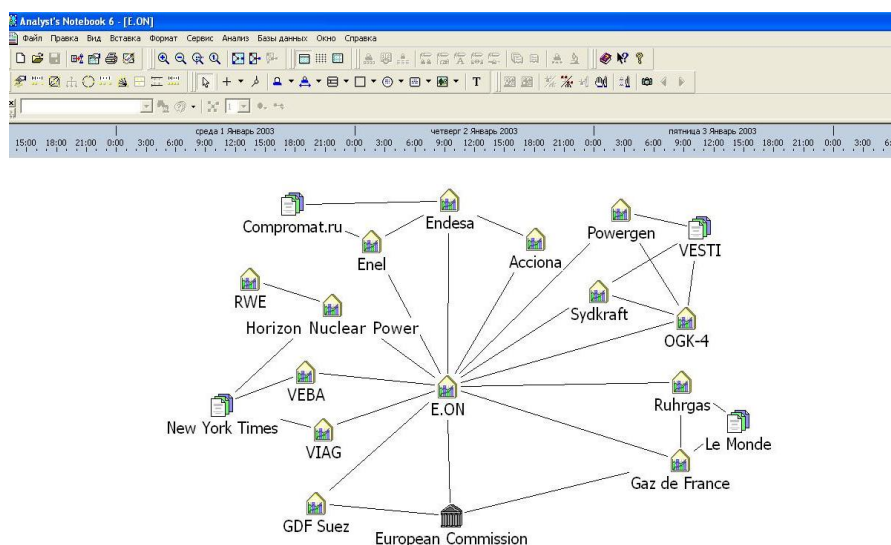 Analyst's Notebook 6 - [E.ON]
Файл Правка Вид Вставка Формат Сервис Анализ Базы данных Окно Справка
T
1
среда 1 Январь 2003 четверг 2 Январь 2003 пятница 3 Январь 2003
15:00 18:00 21:00 0:00 3:00 6:00 9:00 12:00 15:00 18:00 21:00 0:00 3:00 6:00 9:00 12:00 15:00 18:00 21:00 0:00 3:00 6:00 9:00 12:00 15:00 18:00 21:00 0:00 3:00
Compromat.ru
Endesa
Powergen
VESTI
Enel
Acciona
RWE
Horizon Nuclear Power
Sydkraft
OGK-4
VEBA
E.ON
Ruhrgas
New York Times
VIAG
Le Monde
Gaz de France
GDF Suez
European Commission